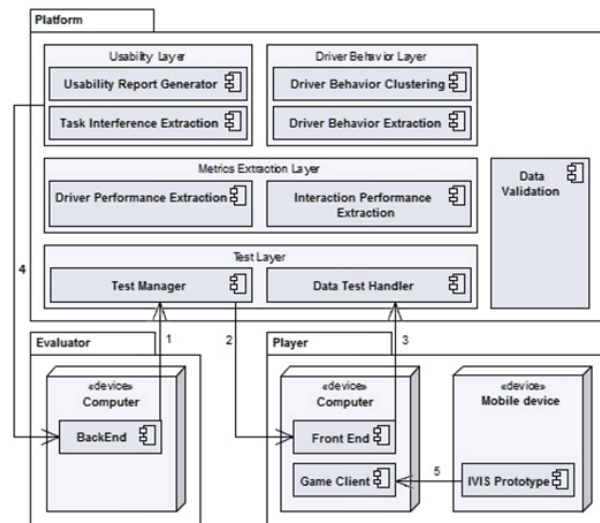 Platform
Usability Layer
Driver Behavior Layer
Usability Report Generator
Driver Behavior Clustering
Task Interference Extraction
Driver Behavior Extraction
Metrics Extraction Layer
Driver Performance Extraction
Interaction Performance
Extraction
Data
Validation
Test Layer
Test Manager
Data Test Handler
4
1
2
3
Evaluator
Player
«device»
Computer
BackEnd
«device»
Computer
Front End
Game Client
«device»
Mobile device
5
IVIS Prototype